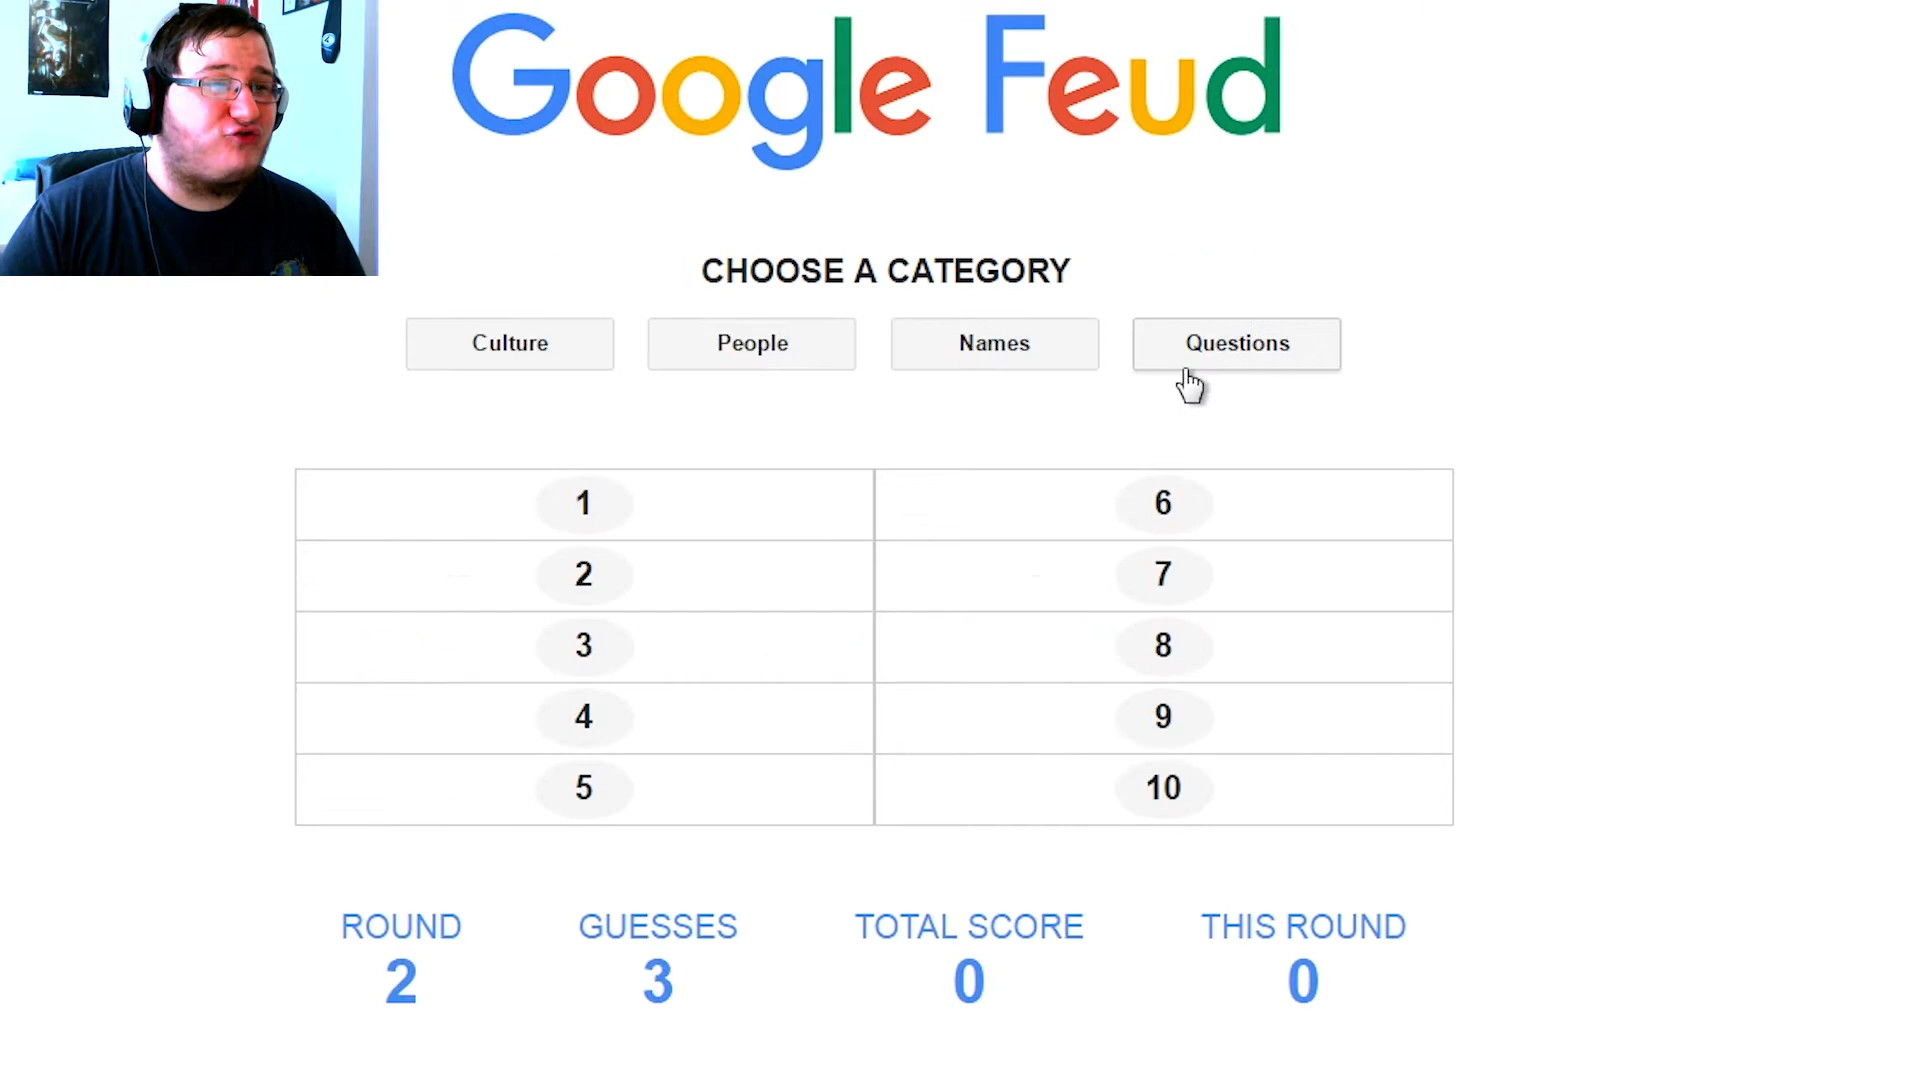 Google Feud
CHOOSE A CATEGORY
Culture People Names Questions
1 6
2 7
3 8
4 9
5 10
ROUND GUESSES TOTAL SCORE THIS ROUND
2 3 0 0